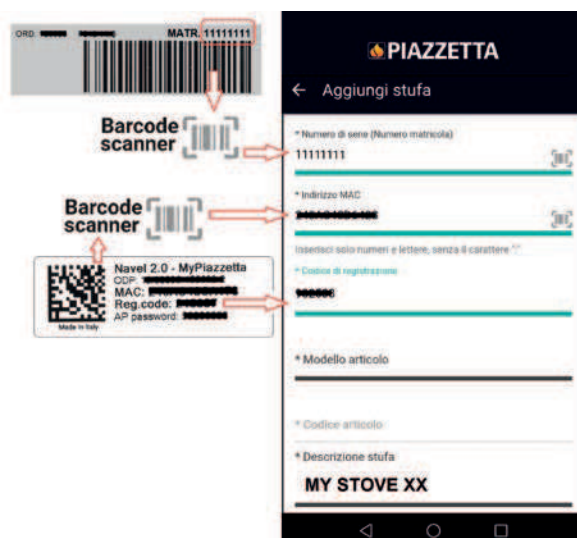 ORD.
MATR. 11111111
Barcode
scanner
Barcode
scanner
Navel 2.0 - MyPiazzetta
ODP:
MAC:
Reg.code:
AP password:
Made in Italy
PIAZZETTA
← Aggiungi stufa
* Numero di serie (Numero matricola)
11111111
* Indirizzo MAC
Inserisci solo numeri e lettere, senza il carattere ":"
* Codice di registrazione
* Modello articolo
* Codice articolo
* Descrizione stufa
MY STOVE XX